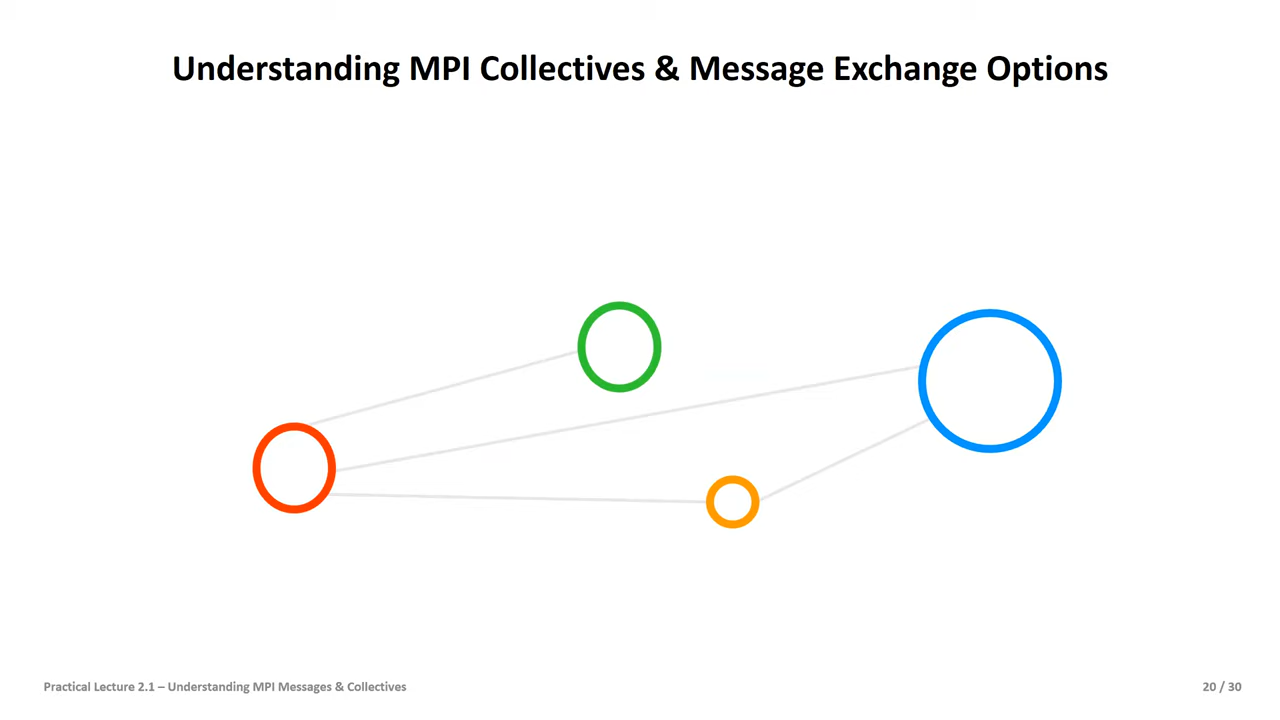 Understanding MPI Collectives & Message Exchange Options
Practical Lecture 2.1 – Understanding MPI Messages & Collectives
20 / 30